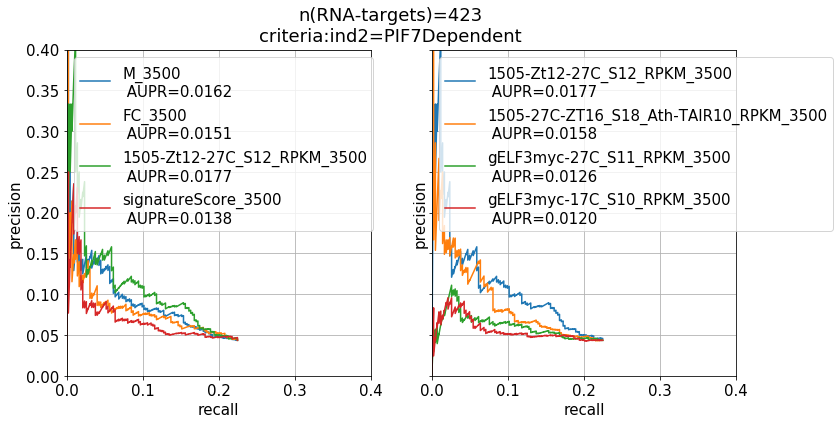 n(RNA-targets)=423
criteria:ind2=PIF7Dependent
0.40
0.35
0.30
0.25
0.20
0.15
0.10
0.05
0.00
precision
M_3500
AUPR=0.0162
FC_3500
AUPR=0.0151
1505-Zt12-27C_S12_RPKM_3500
AUPR=0.0177
signatureScore_3500
AUPR=0.0138
0.0
0.1
0.2
0.3
0.4
recall
precision
1505-Zt12-27C_S12_RPKM_3500
AUPR=0.0177
1505-27C-ZT16_S18_Ath-TAIR10_RPKM_3500
AUPR=0.0158
gELF3myc-27C_S11_RPKM_3500
AUPR=0.0126
gELF3myc-17C_S10_RPKM_3500
AUPR=0.0120
0.0
0.1
0.2
0.3
0.4
recall